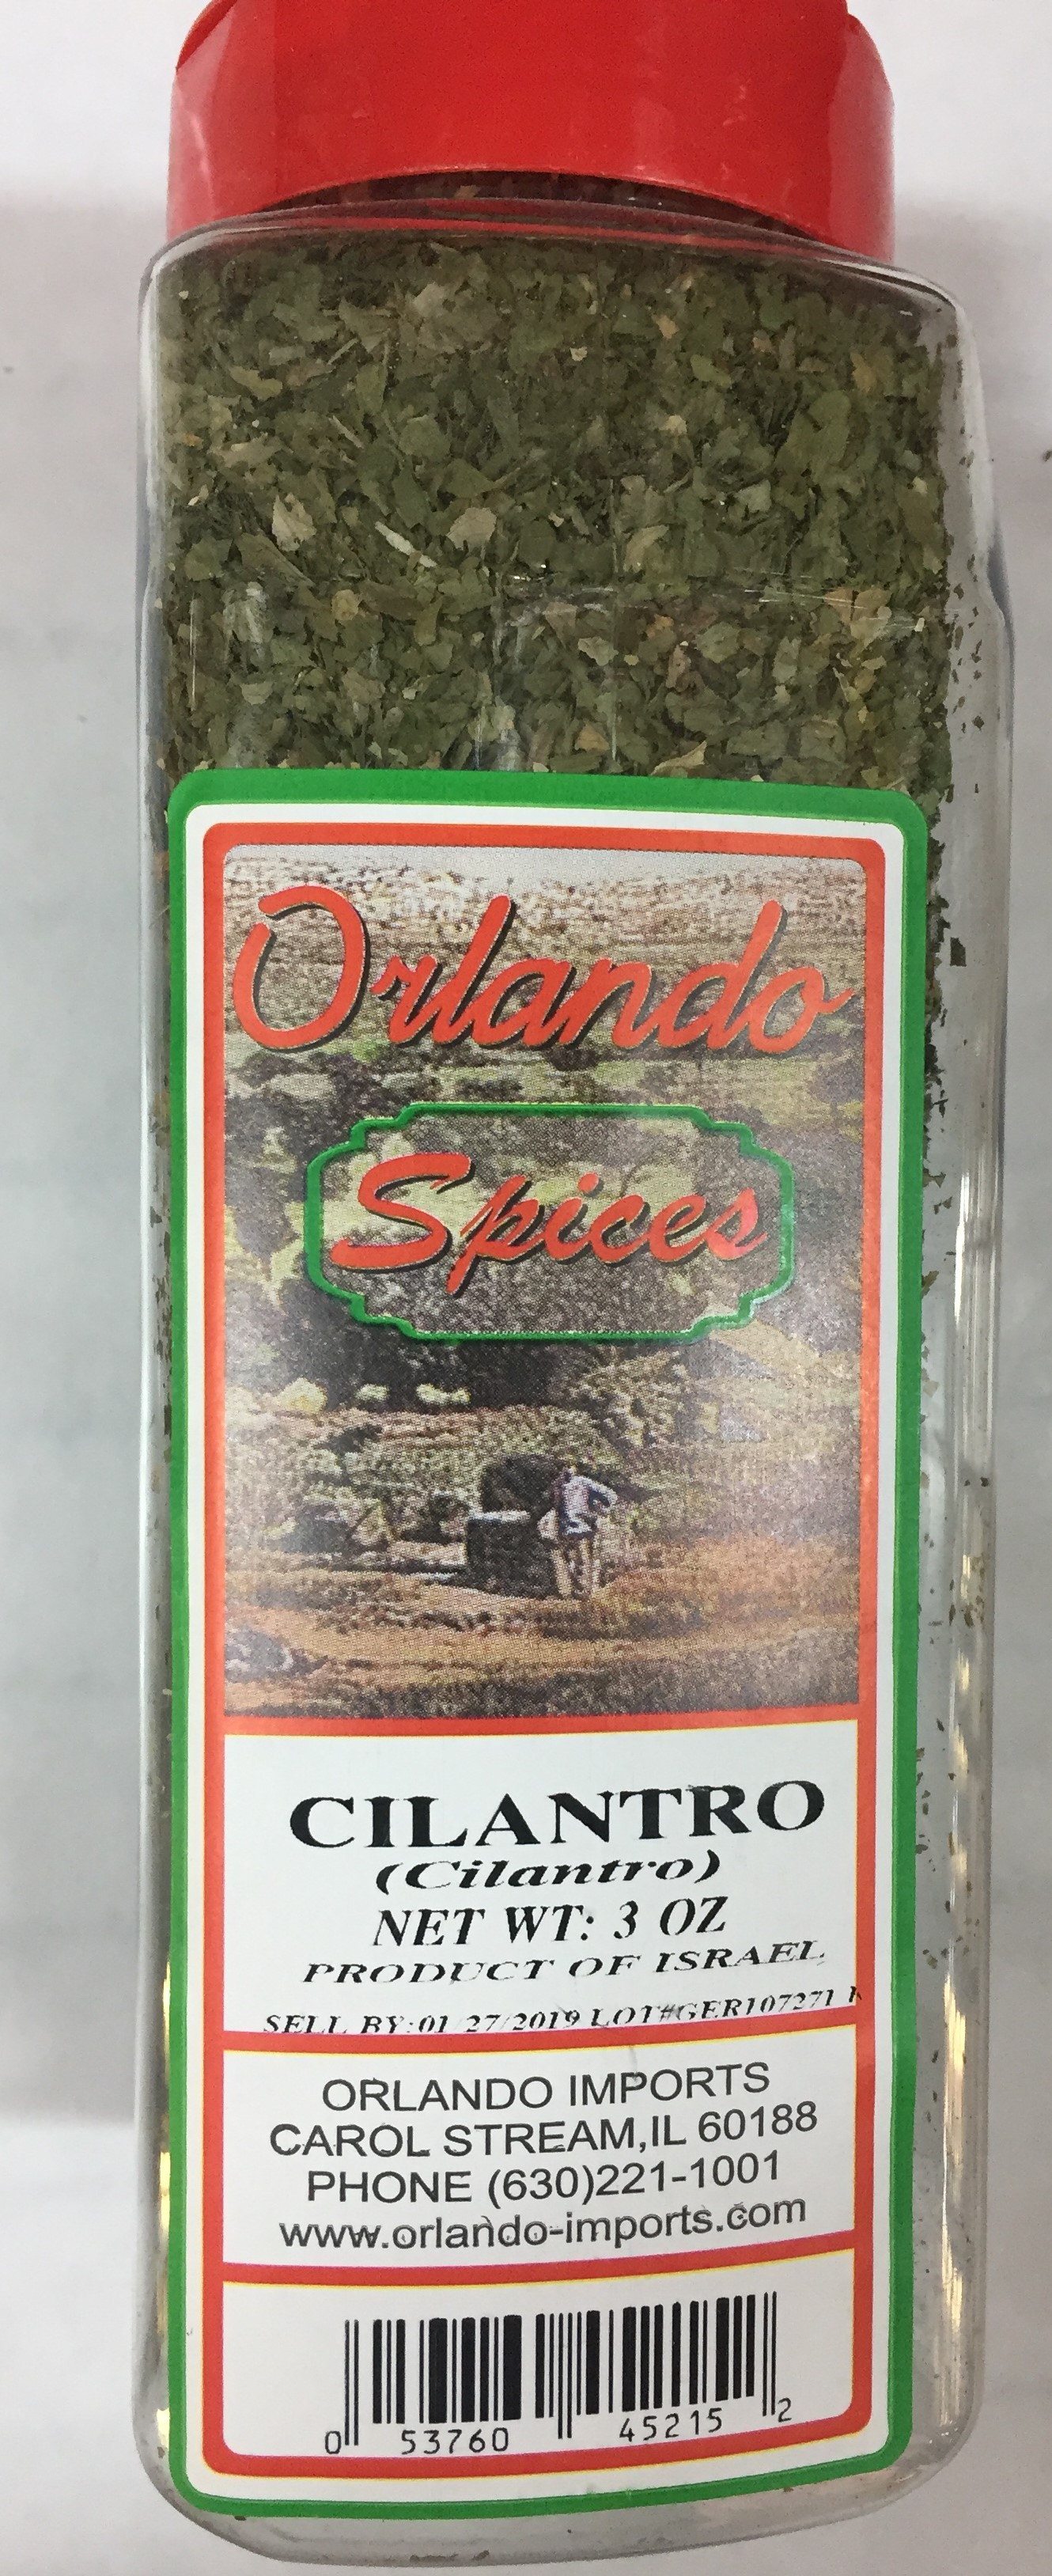 Orlando
Spices
CILANTRO
(Cilantro)
NET WT: 3 OZ
PRODUCT OF ISRAEL
SELL BY:01/27/2019 LOT#GER107271
ORLANDO IMPORTS
CAROL STREAM,IL 60188
PHONE (630)221-1001
www.orlando-imports.com
0 53760 45215 2